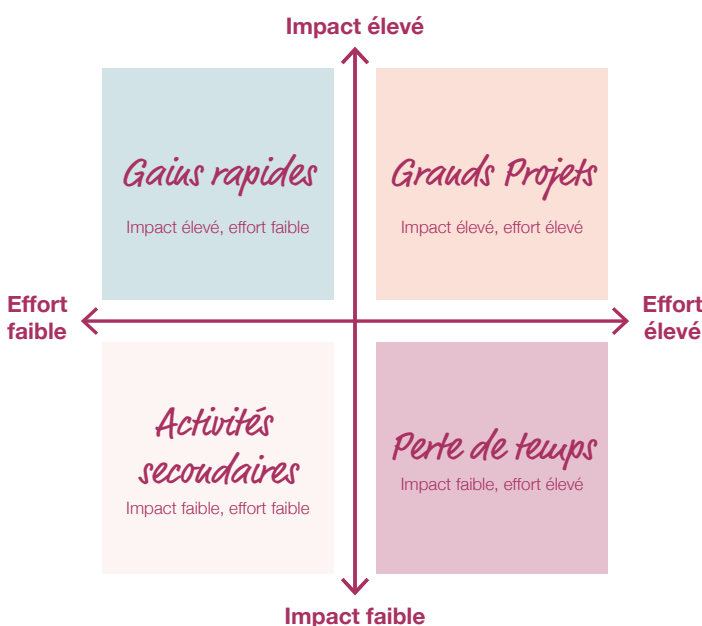 Impact élevé
Gains rapides
Impact élevé, effort faible
Grands Projets
Impact élevé, effort élevé
Effort
faible
Effort
élevé
Activités
secondaires
Impact faible, effort faible
Perte de temps
Impact faible, effort élevé
Impact faible